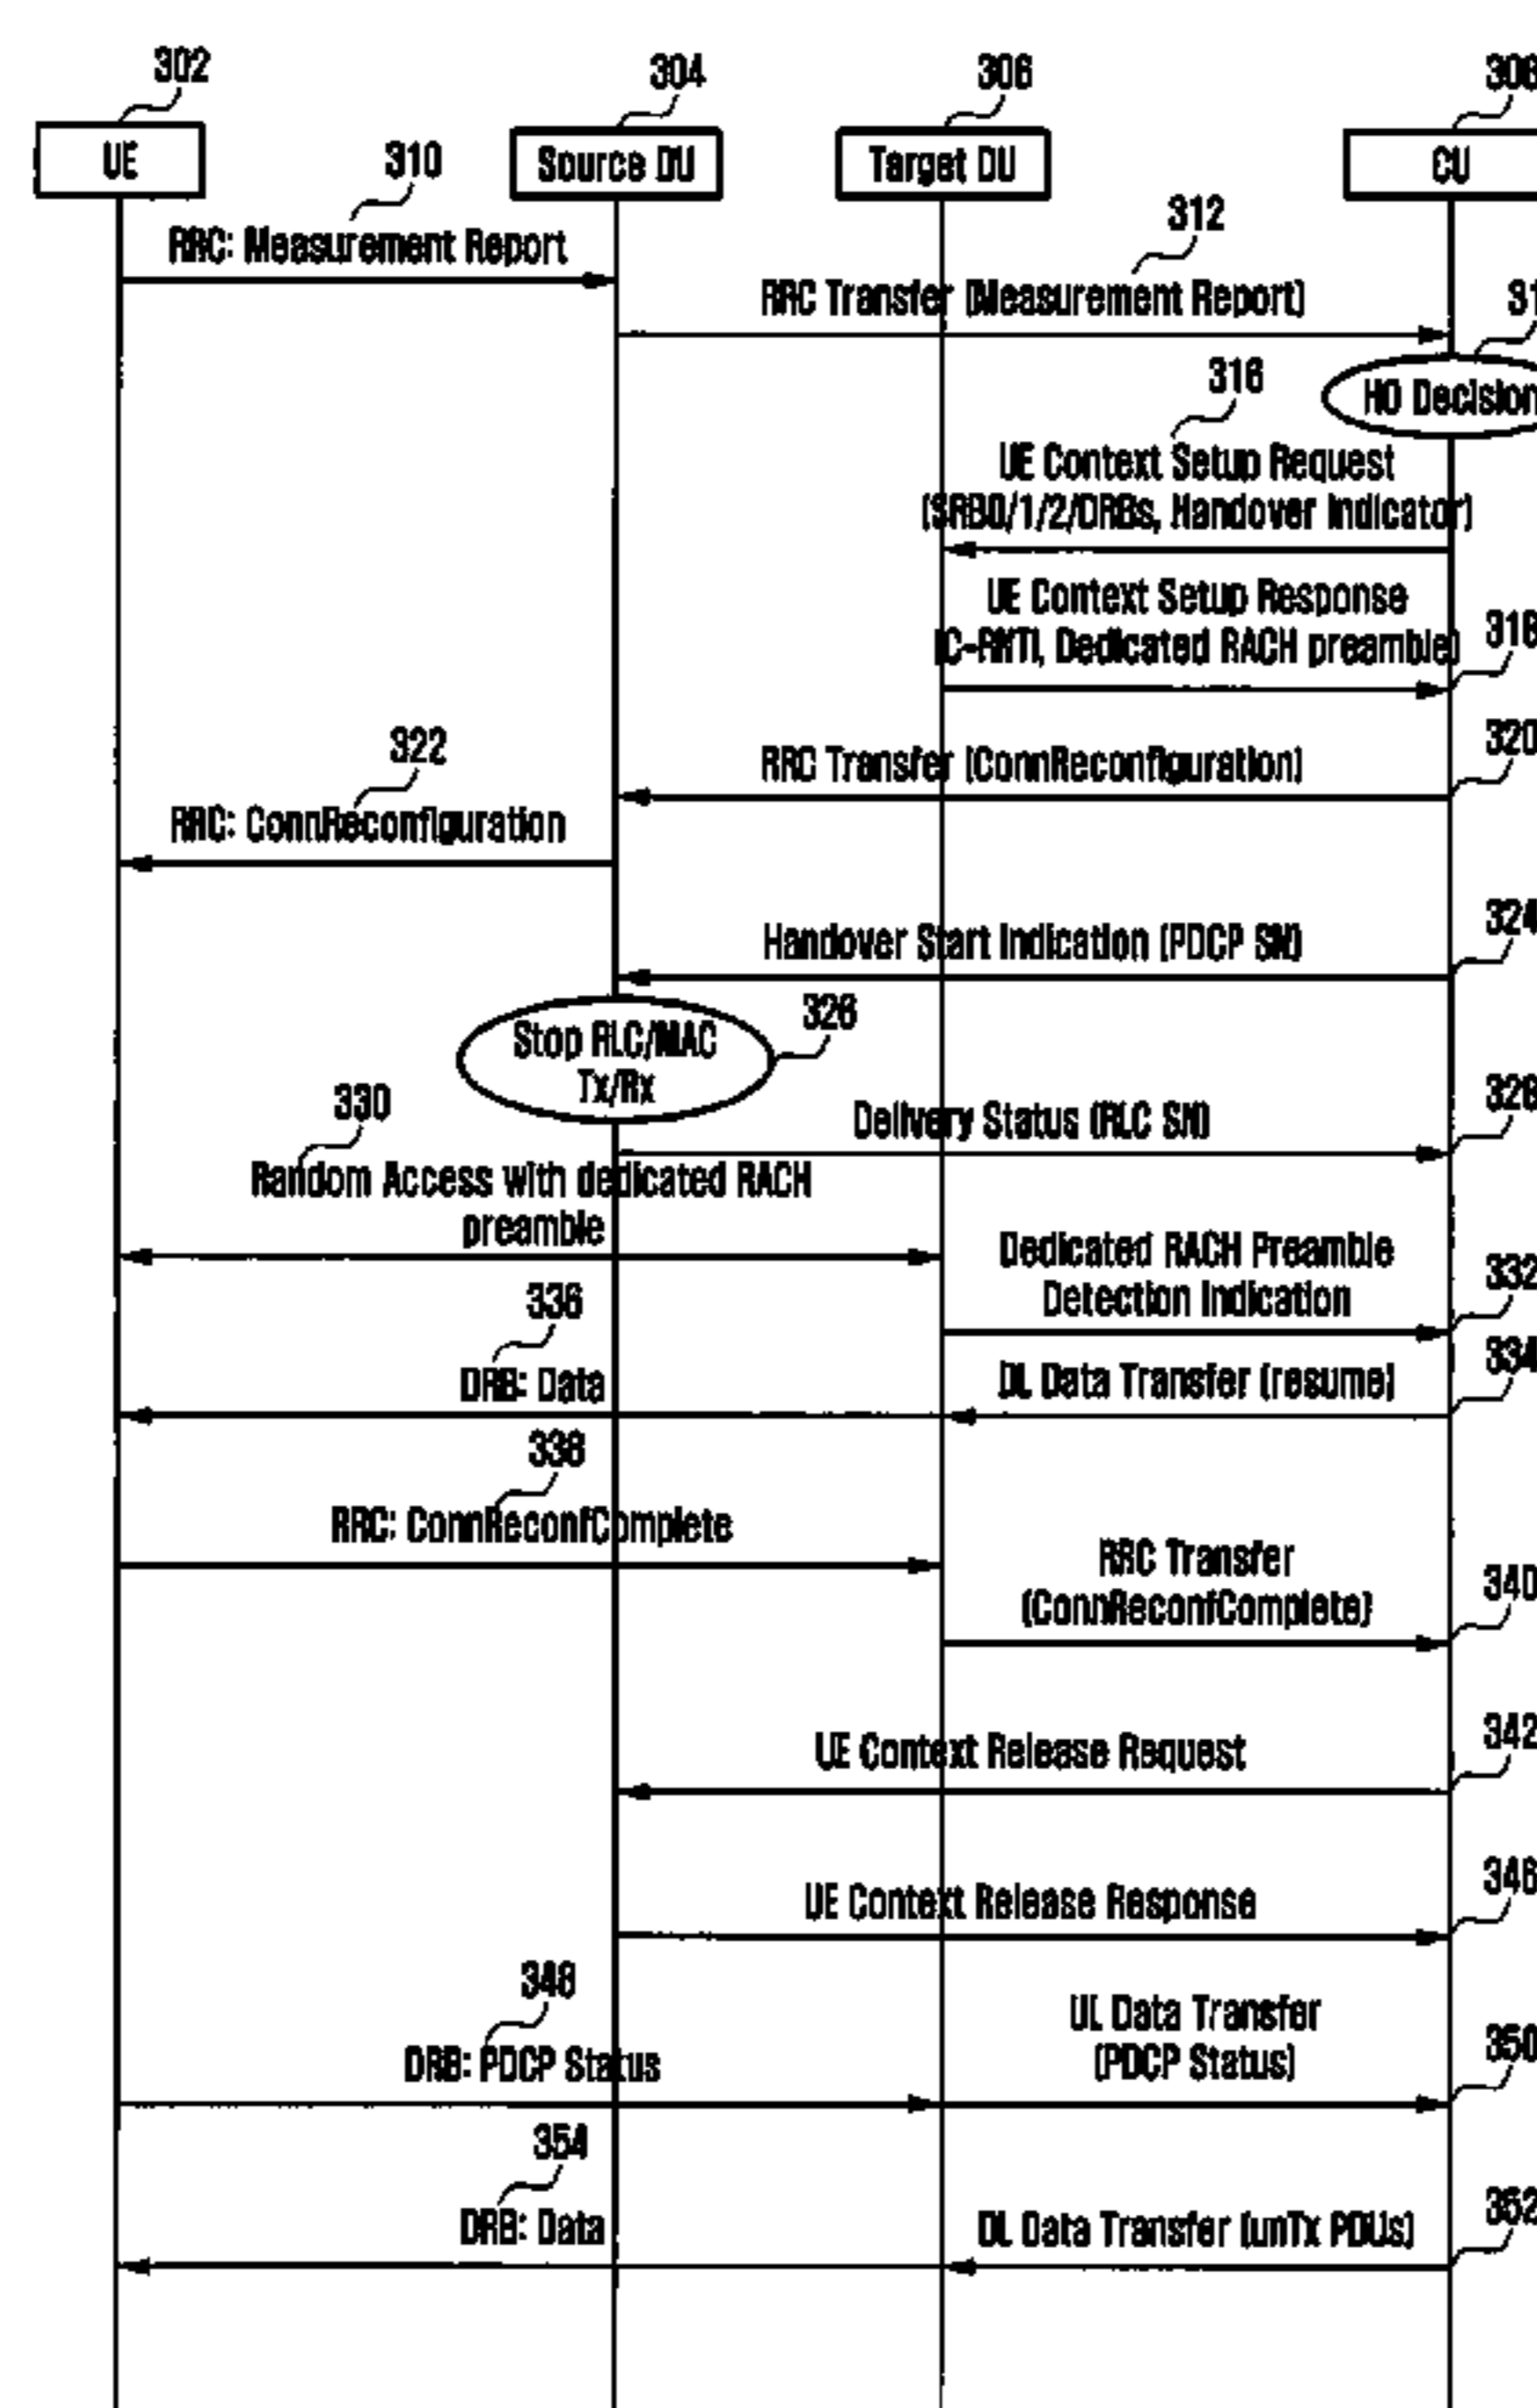 302
304
306
308
UE
Source DU
Target DU
CU
310
RRC: Measurement Report
312
RRC Transfer (Measurement Report)
31
HO Decision
316
UE Context Setup Request
(SRB0/1/2/DRBs, Handover Indicator)
UE Context Setup Response
(C-RNTI, Dedicated RACH preamble)
318
320
RRC Transfer (ConnReconfiguration)
322
RRC: ConnReconfiguration
324
Handover Start Indication (PDCP SN)
Stop RLC/MAC
Tx/Rx
326
328
Delivery Status (RLC SN)
330
Random Access with dedicated RACH
preamble
Dedicated RACH Preamble
Detection Indication
332
334
336
DRB: Data
DL Data Transfer (resume)
338
RRC: ConnReconfComplete
RRC Transfer
(ConnReconfComplete)
340
342
UE Context Release Request
346
UE Context Release Response
348
DRB: PDCP Status
UL Data Transfer
(PDCP Status)
350
354
DRB: Data
DL Data Transfer (unTx PDUs)
352